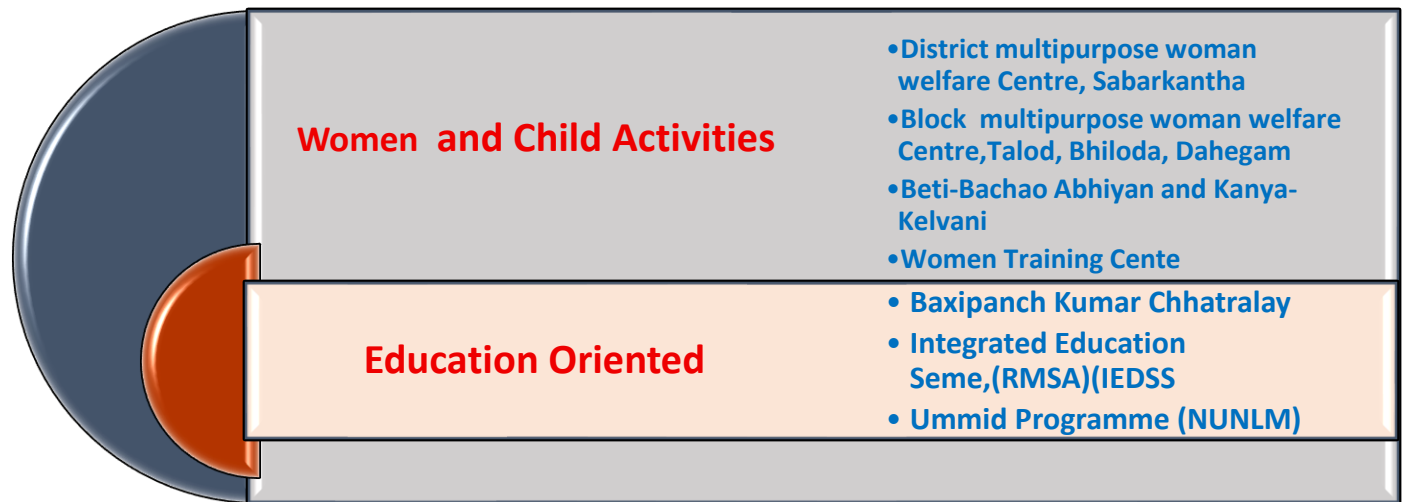 Women and Child Activities
•District multipurpose woman
welfare Centre, Sabarkantha
•Block multipurpose woman welfare
Centre,Talod, Bhiloda, Dahegam
•Beti-Bachao Abhiyan and Kanya-
Kelvani
•Women Training Cente
Education Oriented
• Baxipanch Kumar Chhatralay
• Integrated Education
Seme,(RMSA)(IEDSS
• Ummid Programme (NUNLM)